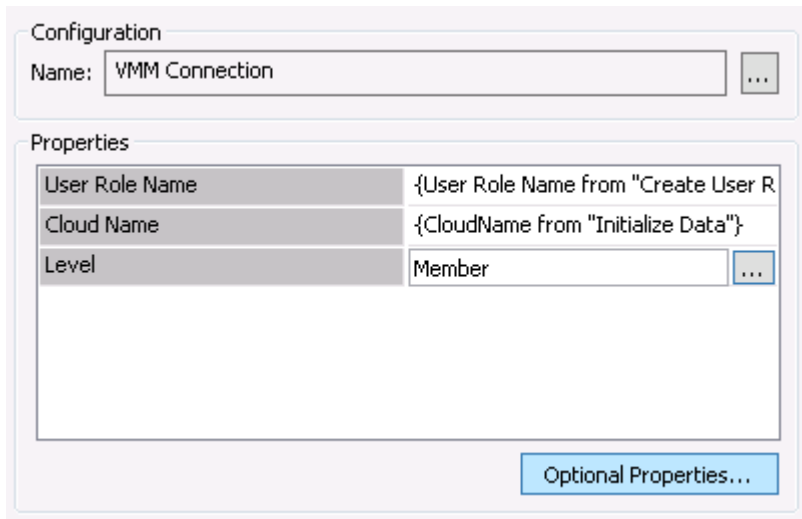 Configuration
Name: VMM Connection ...
Properties
User Role Name {User Role Name from "Create User R
Cloud Name {CloudName from "Initialize Data"}
Level Member ...
Optional Properties...